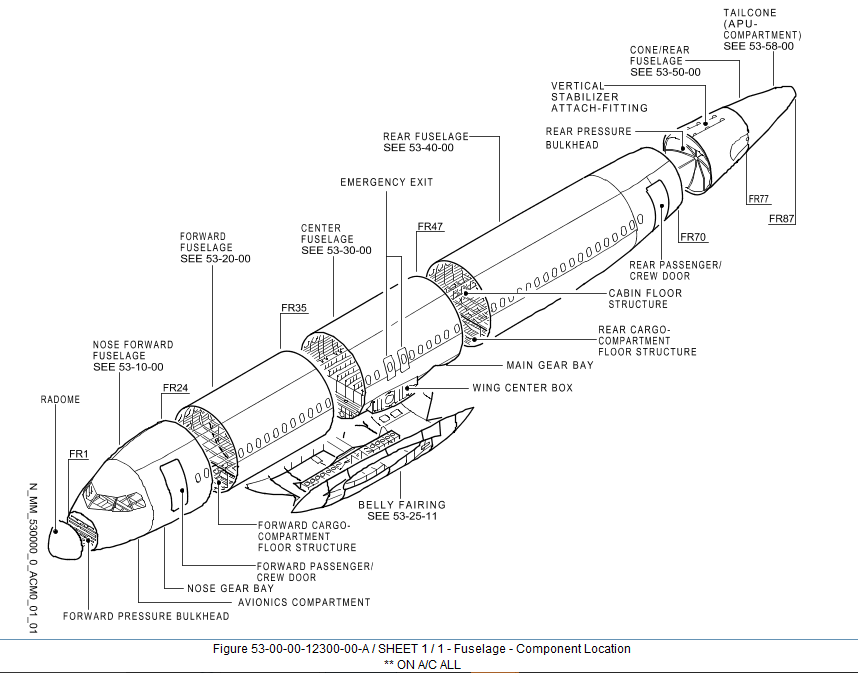 TAILCONE
(APU-
COMPARTMENT)
SEE 53-58-00
CONE/REAR
FUSELAGE
SEE 53-50-00
VERTICAL
STABILIZER
ATTACH-FITTING
REAR PRESSURE
BULKHEAD
REAR FUSELAGE
SEE 53-40-00
EMERGENCY EXIT
FR77
FR87
FR47
FR70
CENTER
FUSELAGE
SEE 53-30-00
FORWARD
FUSELAGE
SEE 53-20-00
REAR PASSENGER/
CREW DOOR
CABIN FLOOR
STRUCTURE
FR35
REAR CARGO-
COMPARTMENT
FLOOR STRUCTURE
NOSE FORWARD
FUSELAGE
SEE 53-10-00
MAIN GEAR BAY
FR24
WING CENTER BOX
RADOME
FR1
BELLY FAIRING
SEE 53-25-11
FORWARD CARGO-
COMPARTMENT
FLOOR STRUCTURE
FORWARD PASSENGER/
CREW DOOR
NOSE GEAR BAY
AVIONICS COMPARTMENT
FORWARD PRESSURE BULKHEAD
N_MM_530000_0_ACM0_01_01
Figure 53-00-00-12300-00-A / SHEET 1 / 1 - Fuselage - Component Location
** ON A/C ALL